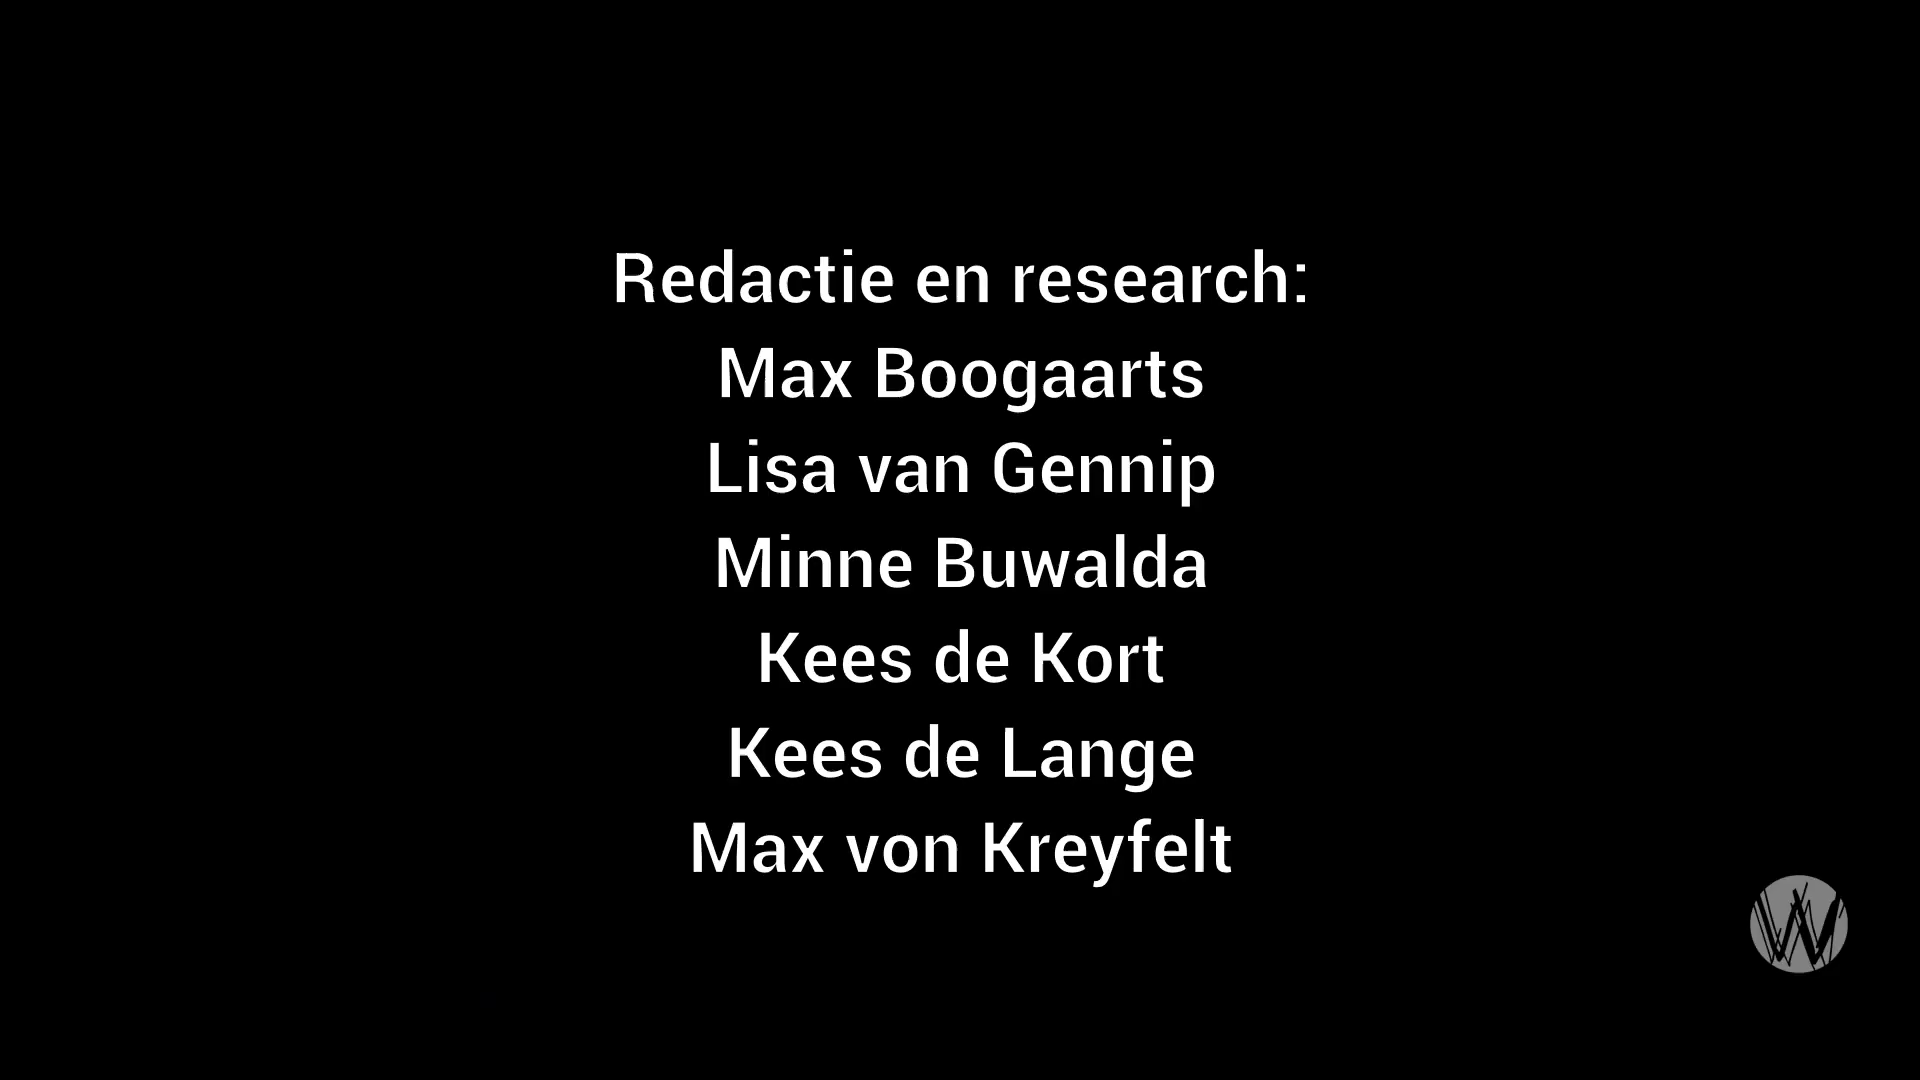 Redactie en research:
Max Boogaarts
Lisa van Gennip
Minne Buwalda
Kees de Kort
Kees de Lange
Max von Kreyfelt
W